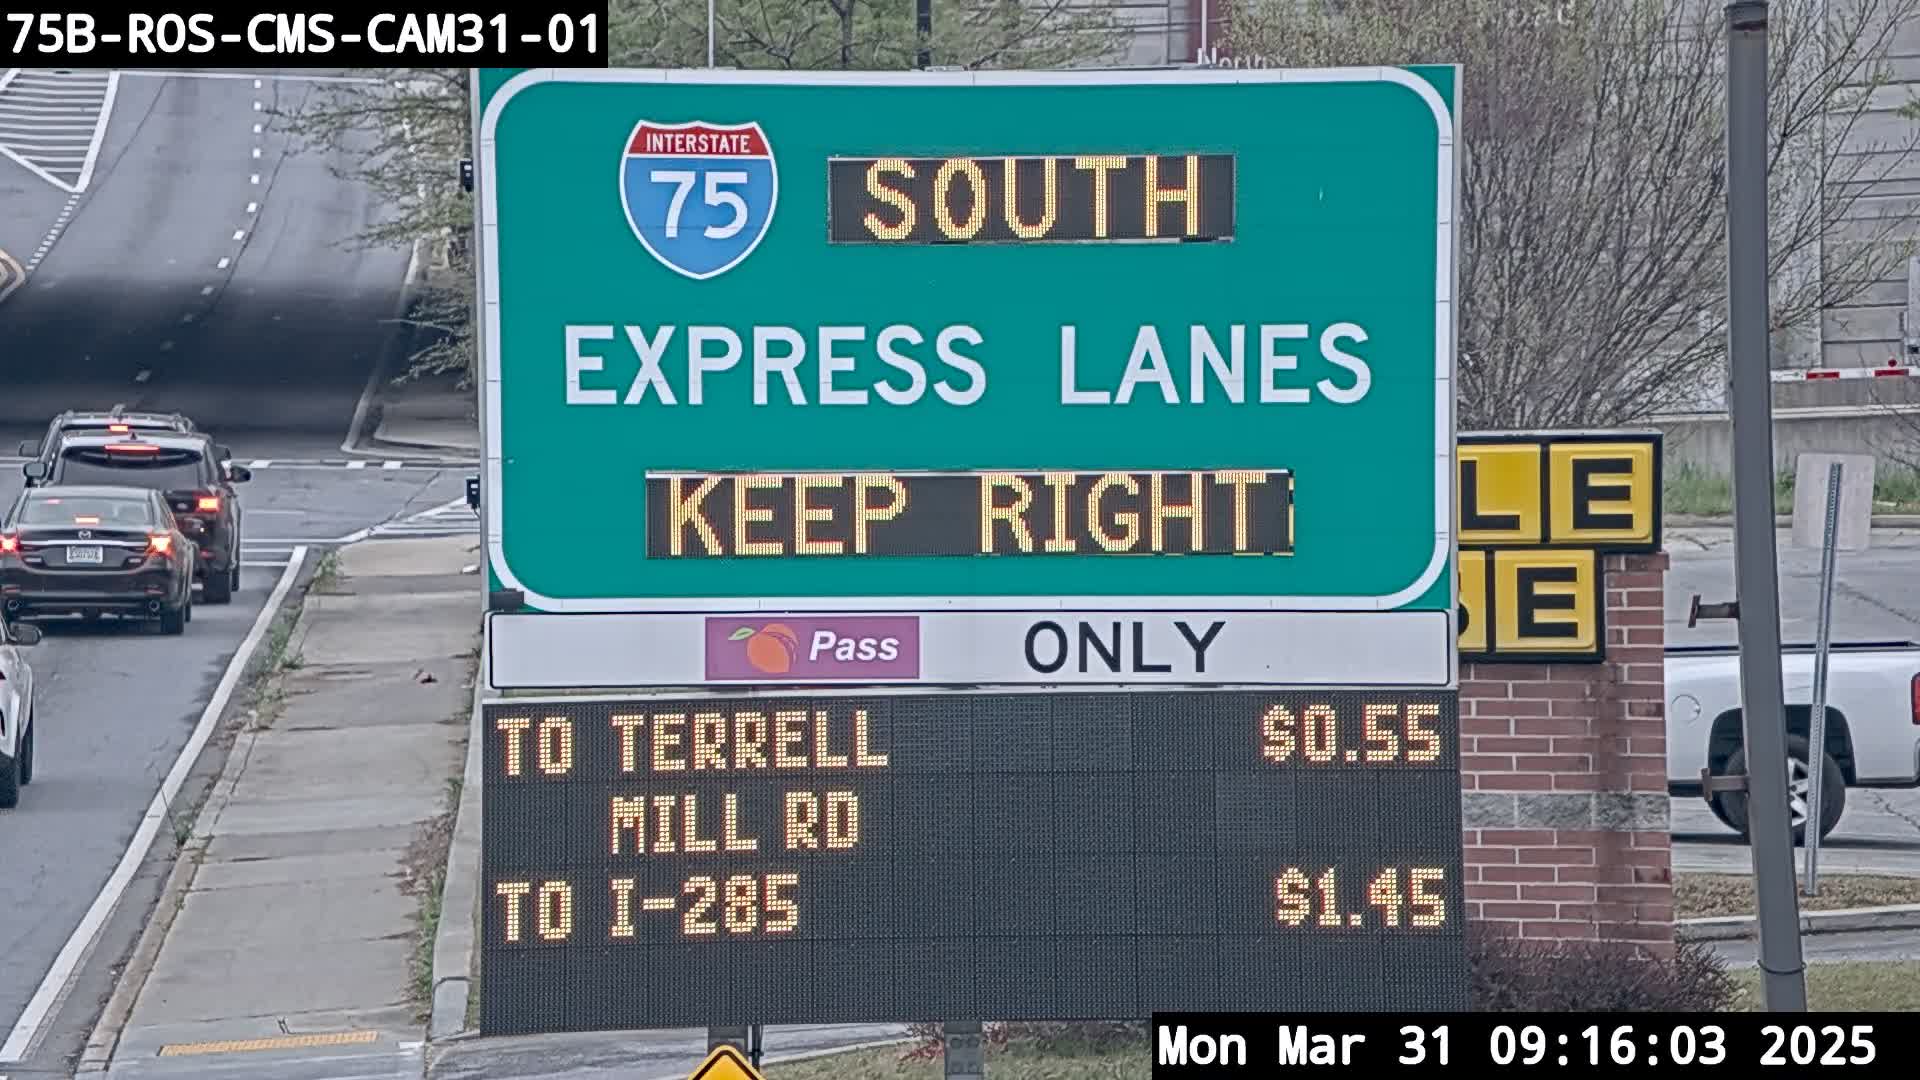 75B-ROS-CMS-CAM31-01
INTERSTATE
75
SOUTH
EXPRESS LANES
KEEP RIGHT
LE
E
Pass ONLY
TO TERRELL $0.55
MILL RD
TO I-285 $1.45
Mon Mar 31 09:16:03 2025